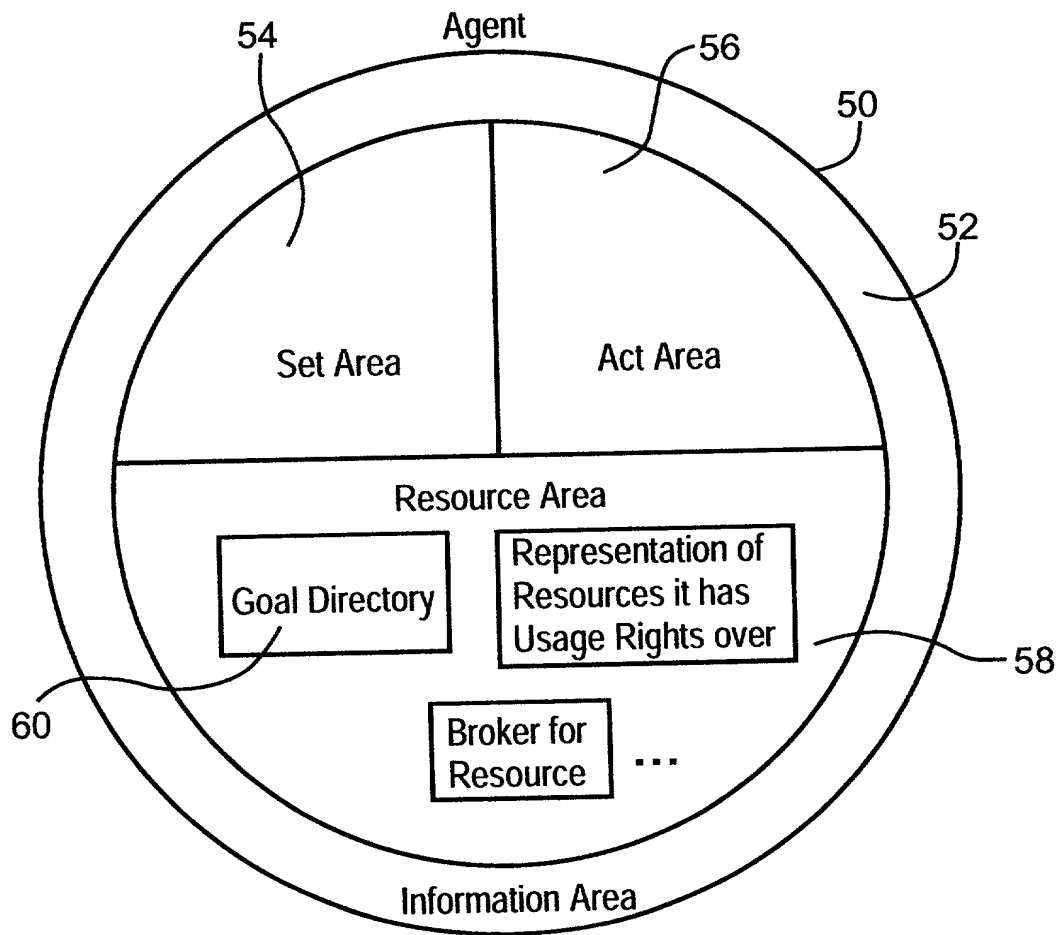 Agent
54
56
50
52
Set Area
Act Area
Resource Area
Goal Directory
Representation of
Resources it has
Usage Rights over
58
60
Broker for
Resource
...
Information Area